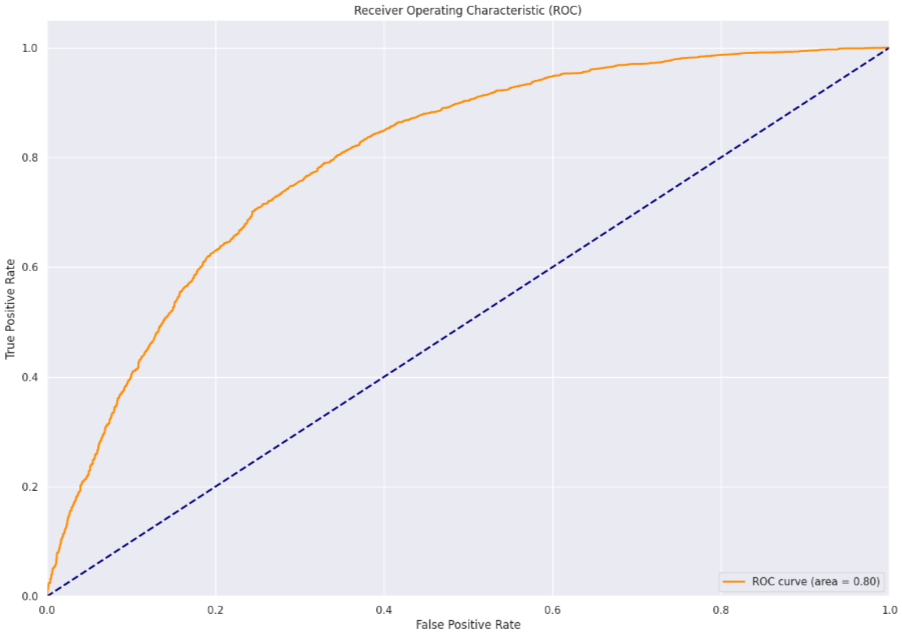 Receiver Operating Characteristic (ROC)
True Positive Rate
1.0
0.8
0.6
0.4
0.2
0.0
0.0 0.2 0.4 0.6 0.8 1.0
False Positive Rate
ROC curve (area = 0.80)